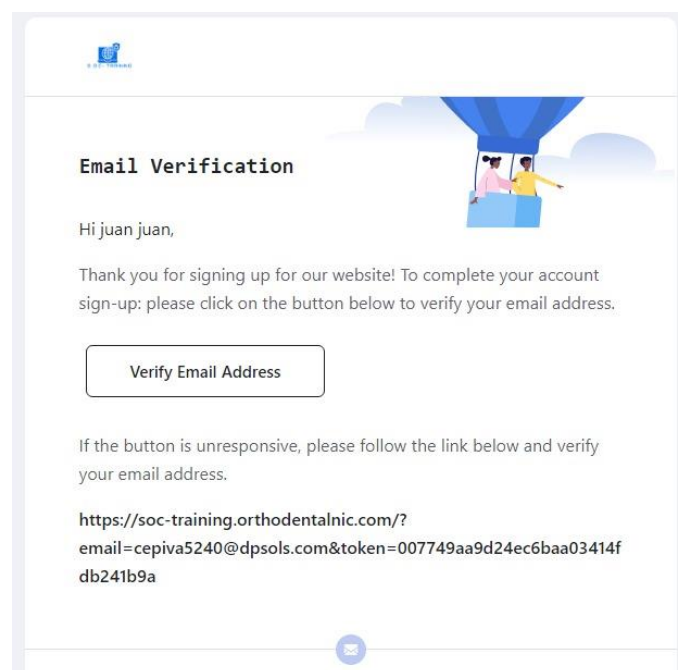 Email Verification
Hi juan juan,
Thank you for signing up for our website! To complete your account
sign-up: please click on the button below to verify your email address.
Verify Email Address
If the button is unresponsive, please follow the link below and verify
your email address.
https://soc-training.orthodentalnic.com/?
email=cepiva5240@dpsols.com&token=007749aa9d24ec6baa03414f
db241b9a